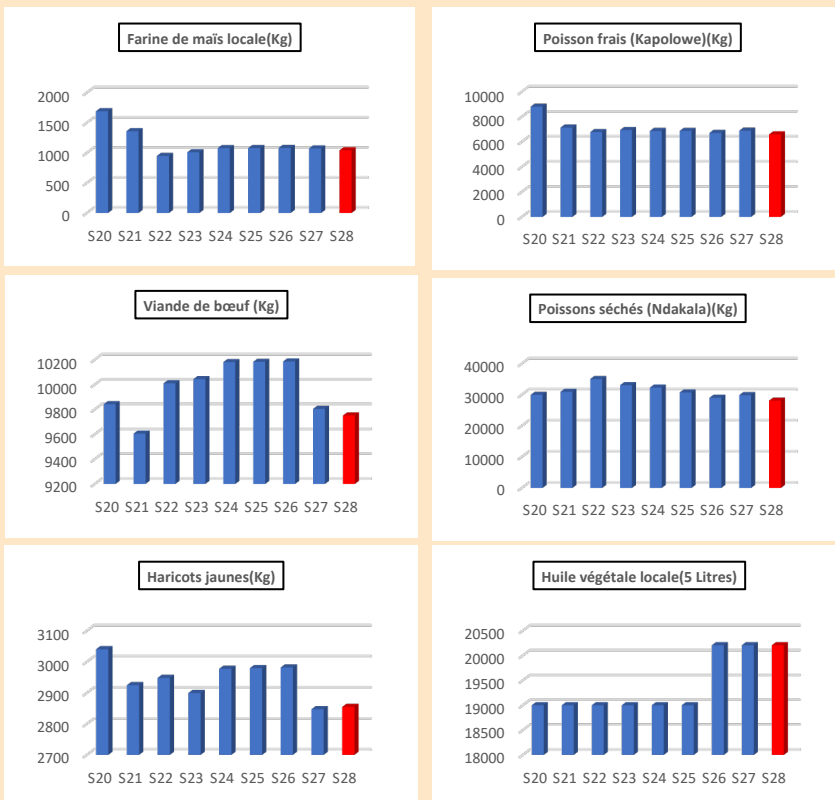 Farine de maïs locale(Kg)
2000
1500
1000
500
0
S20 S21 S22 S23 S24 S25 S26 S27 S28
Poisson frais (Kapolowe)(Kg)
10000
8000
6000
4000
2000
0
S20 S21 S22 S23 S24 S25 S26 S27 S28
Viande de bœuf (Kg)
10200
10000
9800
9600
9400
9200
S20 S21 S22 S23 S24 S25 S26 S27 S28
Poissons séchés (Ndakala)(Kg)
40000
30000
20000
10000
0
S20 S21 S22 S23 S24 S25 S26 S27 S28
Haricots jaunes(Kg)
3100
3000
2900
2800
2700
S20 S21 S22 S23 S24 S25 S26 S27 S28
Huile végétale locale(5 Litres)
20500
20000
19500
19000
18500
18000
S20 S21 S22 S23 S24 S25 S26 S27 S28